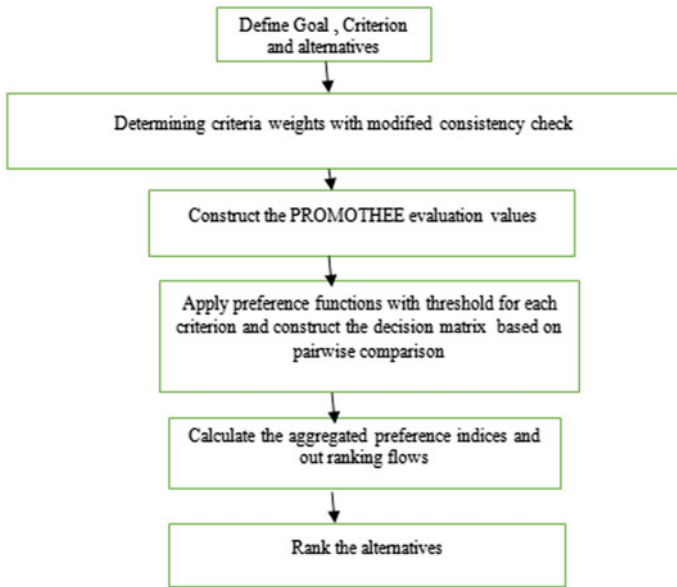 Define Goal , Criterion
and alternatives
Determining criteria weights with modified consistency check
Construct the PROMOTHEE evaluation values
Apply preference functions with threshold for each
criterion and construct the decision matrix based on
pairwise comparison
Calculate the aggregated preference indices and
out ranking flows
Rank the alternatives